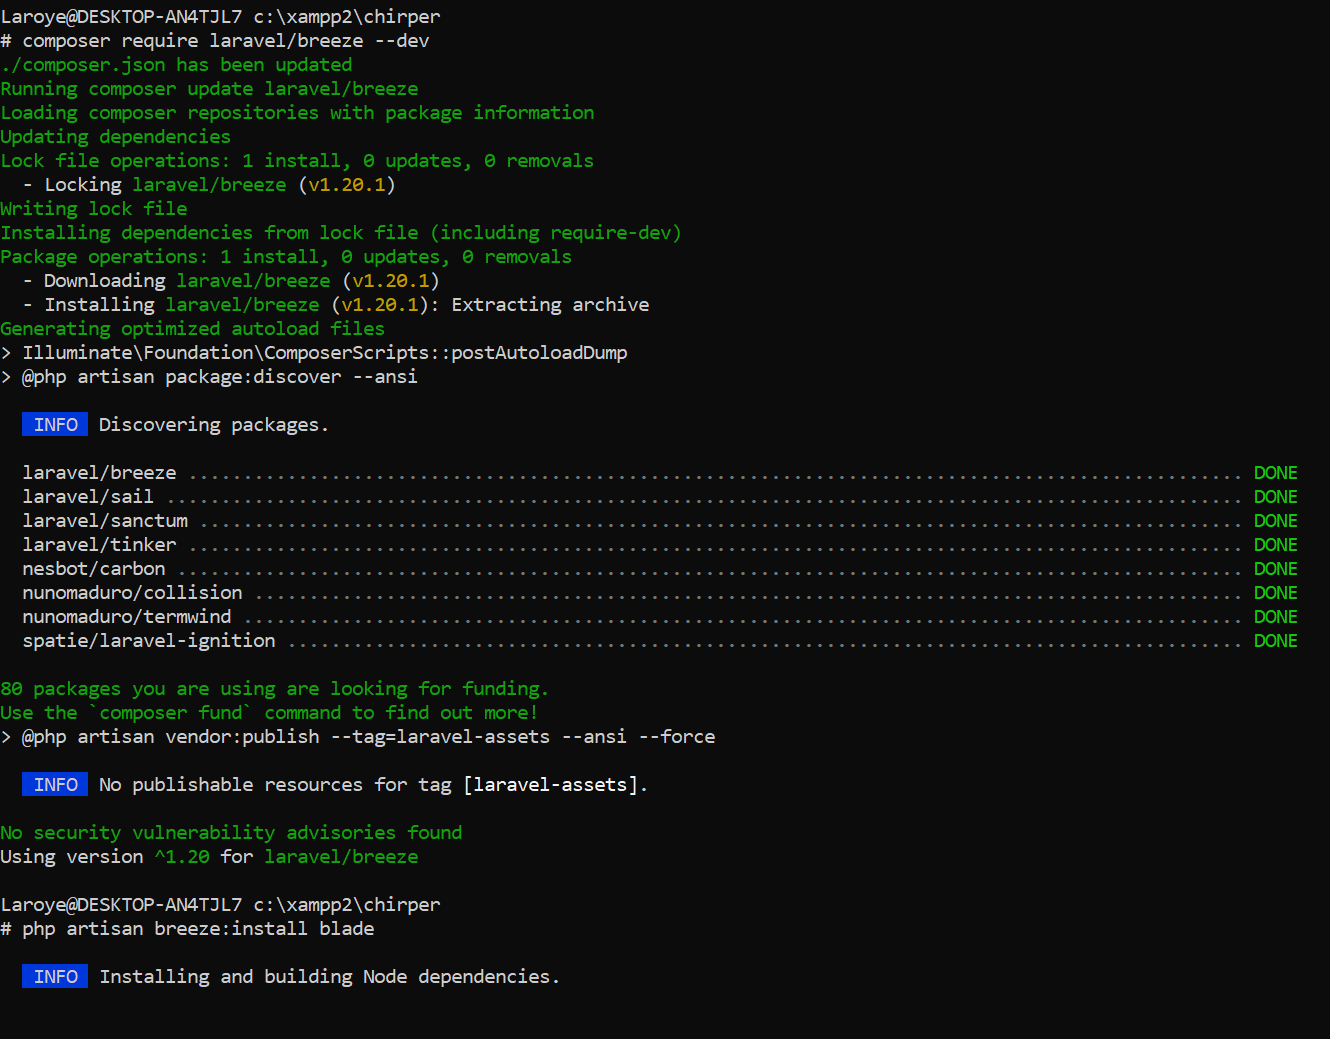 Laroye@DESKTOP-AN4TJL7 c:\xampp2\chirper
# composer require laravel/breeze --dev
./composer.json has been updated
Running composer update laravel/breeze
Loading composer repositories with package information
Updating dependencies
Lock file operations: 1 install, 0 updates, 0 removals
  - Locking laravel/breeze (v1.20.1)
Writing lock file
Installing dependencies from lock file (including require-dev)
Package operations: 1 install, 0 updates, 0 removals
  - Downloading laravel/breeze (v1.20.1)
  - Installing laravel/breeze (v1.20.1): Extracting archive
Generating optimized autoload files
> Illuminate\Foundation\ComposerScripts::postAutoloadDump
> @php artisan package:discover --ansi
INFO Discovering packages.
laravel/breeze ................................................................................................ DONE
laravel/sail .................................................................................................. DONE
laravel/sanctum ............................................................................................... DONE
laravel/tinker ................................................................................................ DONE
nesbot/carbon ................................................................................................. DONE
nunomaduro/collision .......................................................................................... DONE
nunomaduro/termwind ........................................................................................... DONE
spatie/laravel-ignition ....................................................................................... DONE
80 packages you are using are looking for funding.
Use the `composer fund` command to find out more!
> @php artisan vendor:publish --tag=laravel-assets --ansi --force
INFO No publishable resources for tag [laravel-assets].
No security vulnerability advisories found
Using version ^1.20 for laravel/breeze
Laroye@DESKTOP-AN4TJL7 c:\xampp2\chirper
# php artisan breeze:install blade
INFO Installing and building Node dependencies.